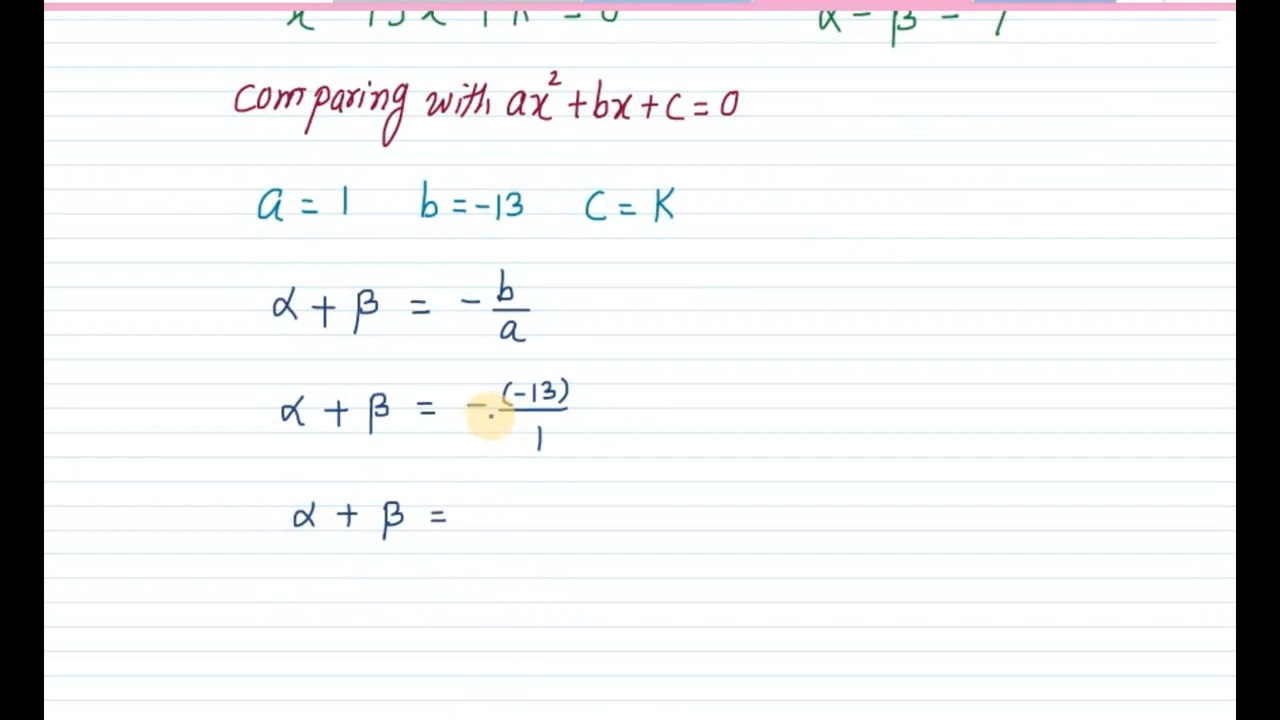 Comparing with ax² + bx + c = 0
a = 1 b = -13 c = K
α + β = - b/a
α + β = - (-13)/1
α + β =